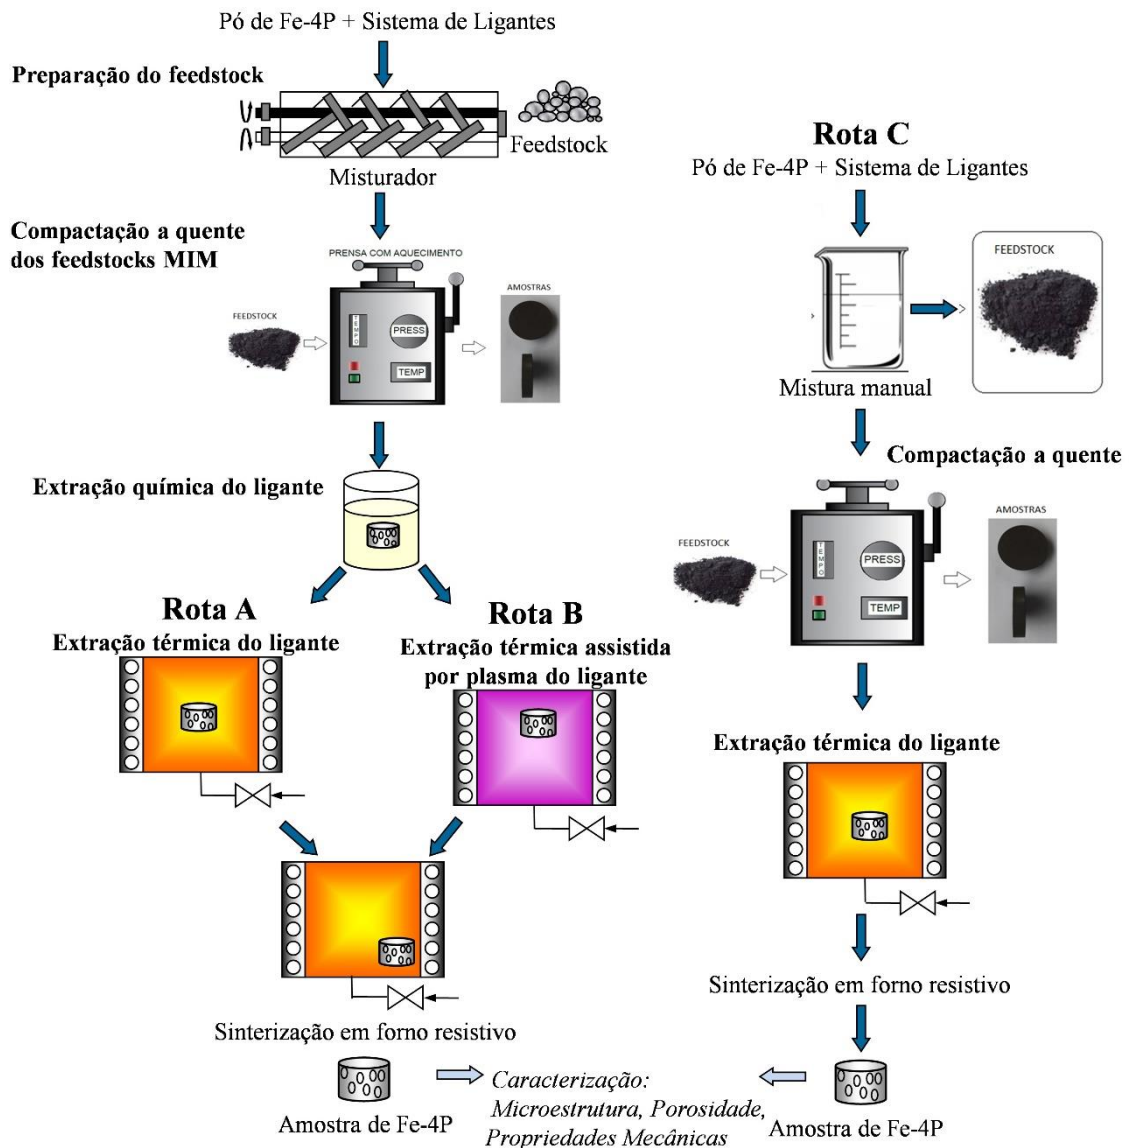 Pó de Fe-4P + Sistema de Ligantes
Preparação do feedstock
Feedstock
Misturador
Compactação a quente
dos feedstocks MIM
PRENSA COM AQUECIMENTO
FEEDSTOCK
TEMPO
PRESS
TEMP
AMOSTRAS
Extração química do ligante
Rota A
Extração térmica do ligante
Rota B
Extração térmica assistida
por plasma do ligante
Sinterização em forno resistivo
Amostra de Fe-4P
Rota C
Pó de Fe-4P + Sistema de Ligantes
FEEDSTOCK
Mistura manual
Compactação a quente
FEEDSTOCK
TEMPO
PRESS
TEMP
AMOSTRAS
Extração térmica do ligante
Sinterização em forno resistivo
Amostra de Fe-4P
Caracterização:
Microestrutura, Porosidade,
Propriedades Mecânicas